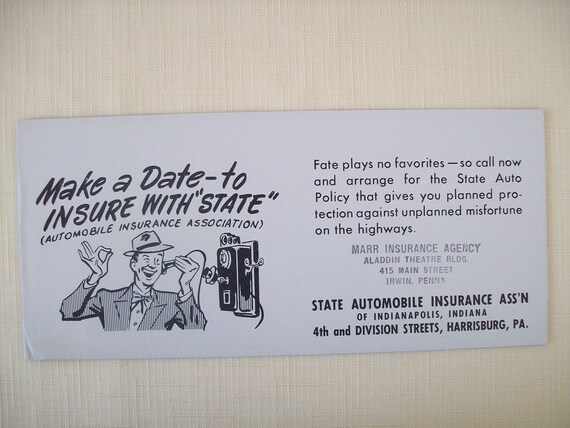 Make a Date-to
INSURE WITH "STATE"
(AUTOMOBILE INSURANCE ASSOCIATION)
Fate plays no favorites — so call now
and arrange for the State Auto
Policy that gives you planned pro-
tection against unplanned misfortune
on the highways.
MARR INSURANCE AGENCY
ALADDIN THEATRE BLDG.
415 MAIN STREET
IRWIN, PENNA
STATE AUTOMOBILE INSURANCE ASS'N
OF INDIANAPOLIS, INDIANA
4th and DIVISION STREETS, HARRISBURG, PA.